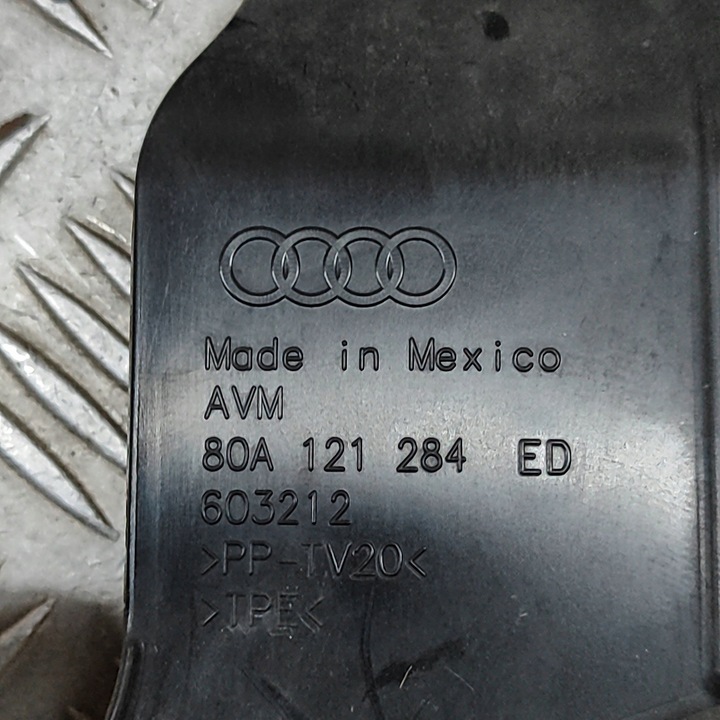 Made in Mexico
AVM
80A 121 284 ED
603212
>PP-TV20<
>TPE<